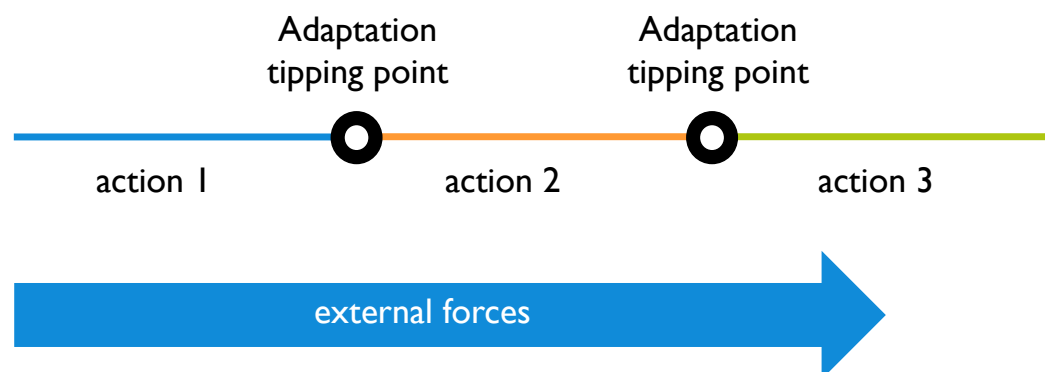 Adaptation
tipping point
Adaptation
tipping point
action 1
action 2
action 3
external forces